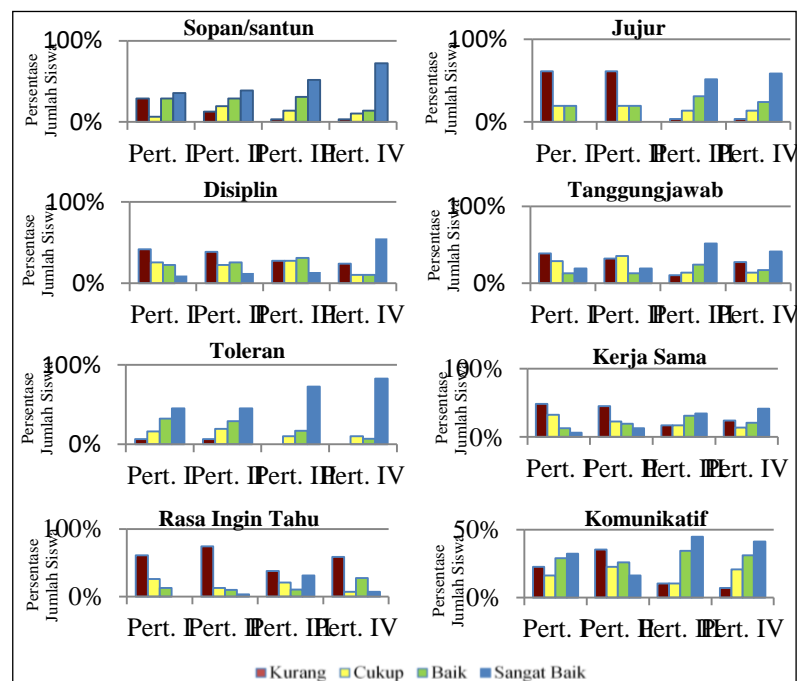 Sopan/santun
Persentase
Jumlah Siswa
100%
0%
Pert. I Pert. II Pert. III Pert. IV
Jujur
Persentase
Jumlah Siswa
100%
0%
Per. I Pert. II Pert. III Pert. IV
Disiplin
Persentase
Jumlah Siswa
100%
0%
Pert. I Pert. II Pert. III Pert. IV
Tanggungjawab
Persentase
Jumlah Siswa
100%
0%
Pert. I Pert. II Pert. III Pert. IV
Toleran
Persentase
Jumlah Siswa
100%
0%
Pert. I Pert. II Pert. III Pert. IV
Kerja Sama
Persentase
Jumlah Siswa
100%
0%
Pert. I Pert. II Pert. III Pert. IV
Rasa Ingin Tahu
Persentase
Jumlah Siswa
100%
0%
Pert. I Pert. II Pert. III Pert. IV
Komunikatif
Persentase
Jumlah Siswa
50%
0%
Pert. I Pert. II Pert. III Pert. IV
Kurang Cukup Baik Sangat Baik